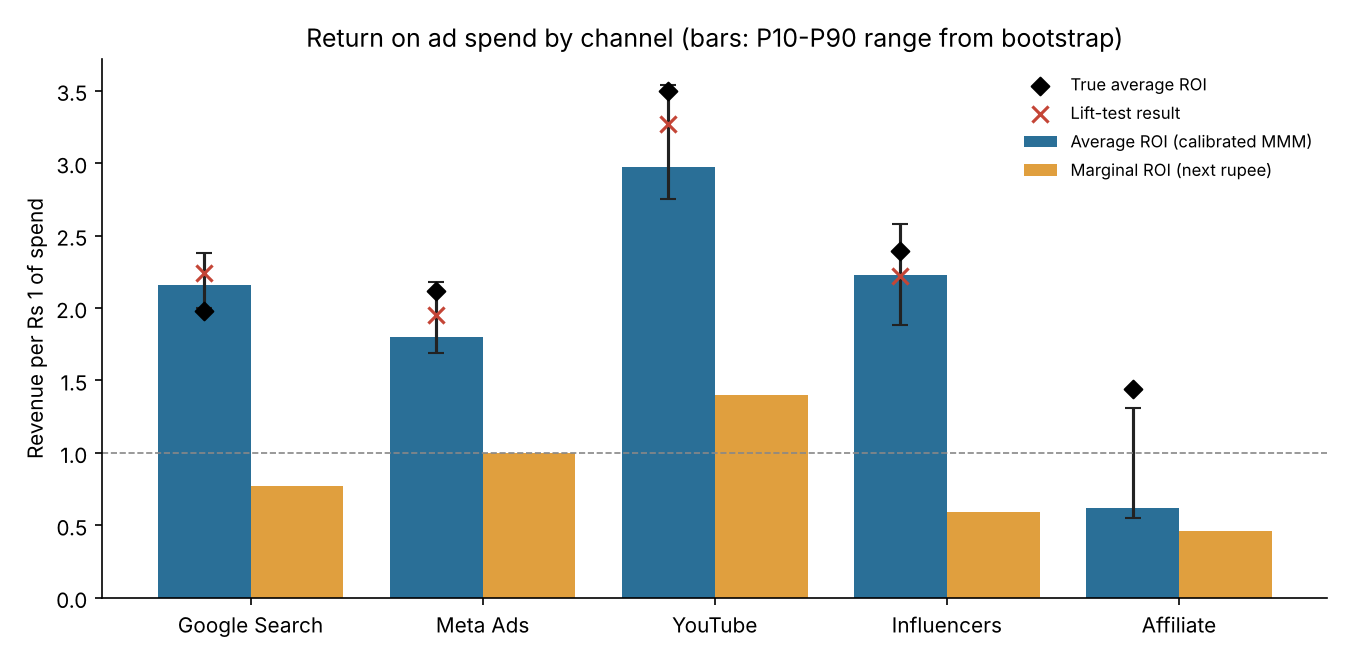 Return on ad spend by channel (bars: P10-P90 range from bootstrap)
True average ROI
Lift-test result
Average ROI (calibrated MMM)
Marginal ROI (next rupee)
Revenue per Rs 1 of spend
3.5
3.0
2.5
2.0
1.5
1.0
0.5
0.0
Google Search
Meta Ads
YouTube
Influencers
Affiliate